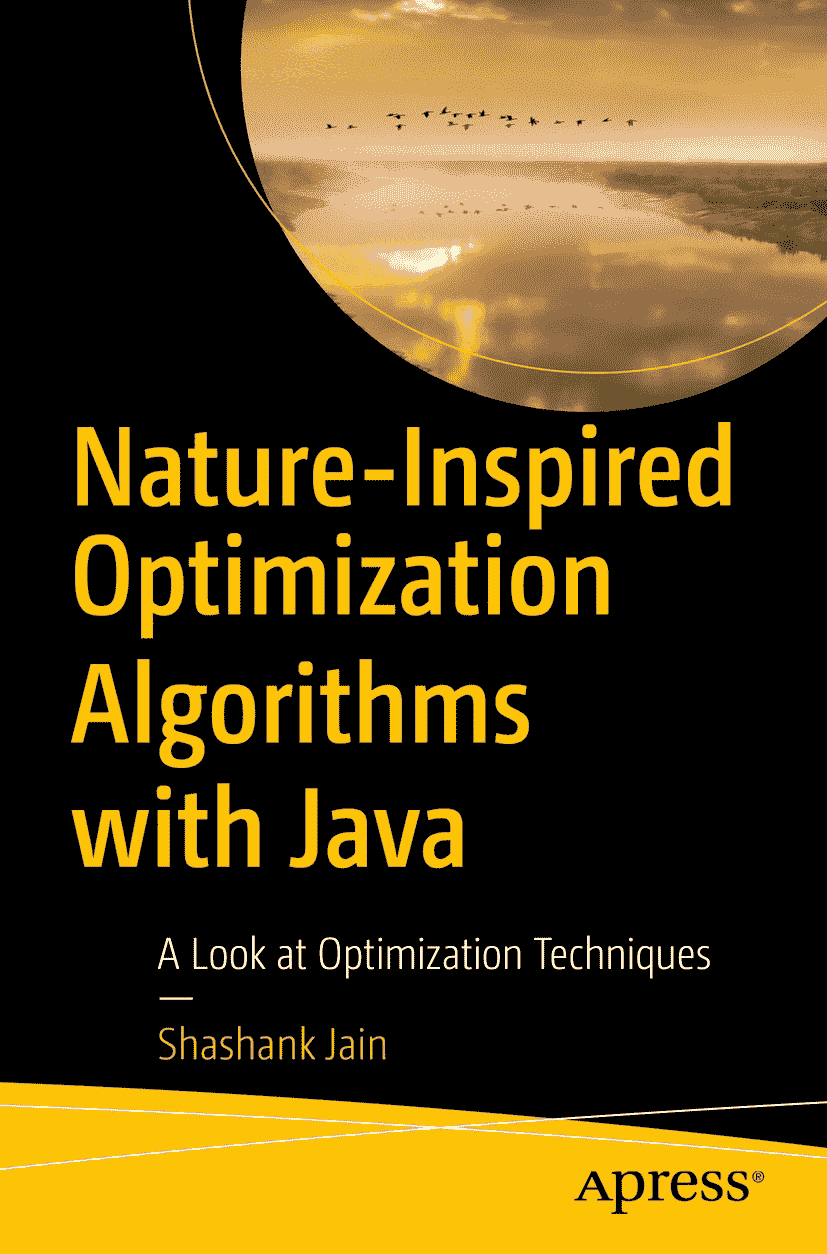 Nature-Inspired
Optimization
Algorithms
with Java
A Look at Optimization Techniques
—
Shashank Jain
Apress®